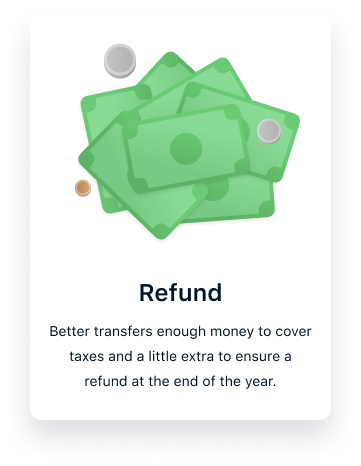 Refund
Better transfers enough money to cover
taxes and a little extra to ensure a
refund at the end of the year.